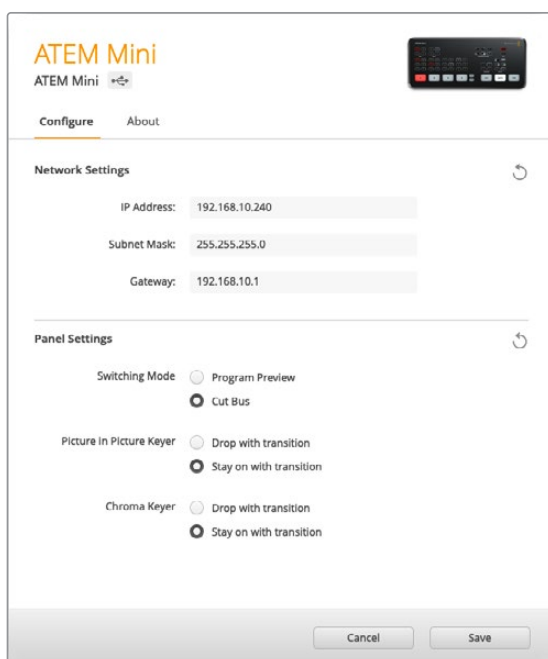 ATEM Mini
ATEM Mini
Configure About
Network Settings
IP Address: 192.168.10.240
Subnet Mask: 255.255.255.0
Gateway: 192.168.10.1
Panel Settings
Switching Mode Program Preview
Cut Bus
Picture in Picture Keyer Drop with transition
Stay on with transition
Chroma Keyer Drop with transition
Stay on with transition
Cancel Save